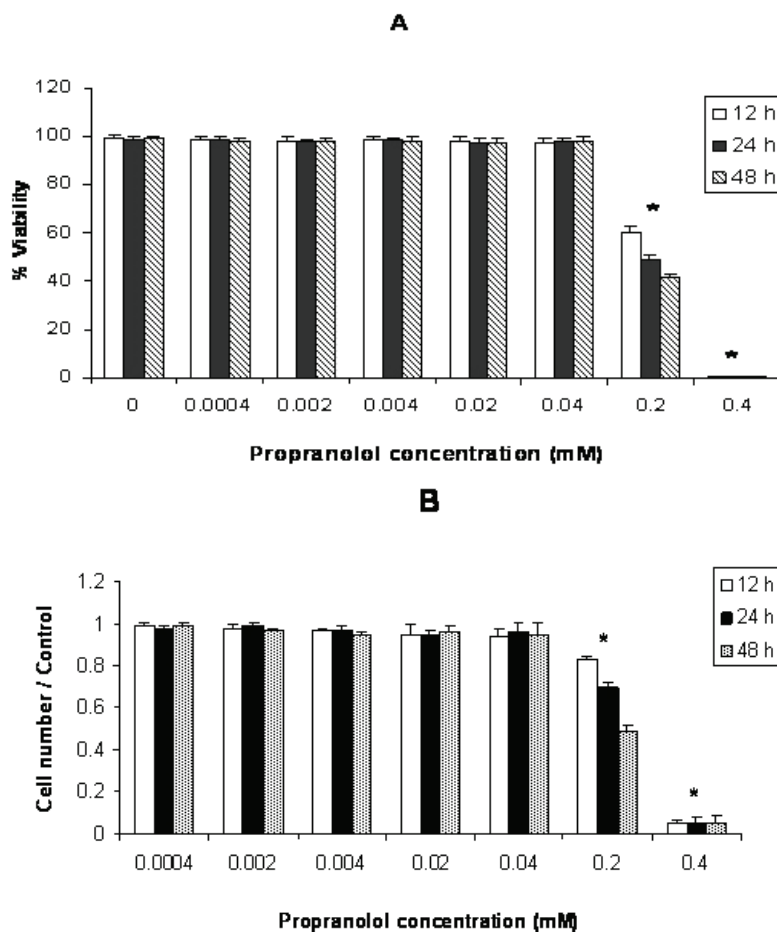 A
120
100
80
60
40
20
0
% Viability
12 h
24 h
48 h
*
*
0 0.0004 0.002 0.004 0.02 0.04 0.2 0.4
Propranolol concentration (mM)
B
1.2
1
0.8
0.6
0.4
0.2
0
Cell number / Control
12 h
24 h
48 h
*
*
0.0004 0.002 0.004 0.02 0.04 0.2 0.4
Propranolol concentration (mM)